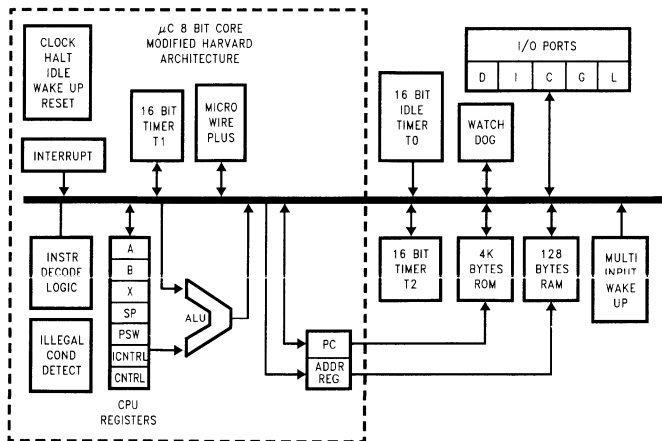 CLOCK
HALT
IDLE
WAKE UP
RESET
μC 8 BIT CORE
MODIFIED HARVARD
ARCHITECTURE
I/O PORTS
D I C G L
16 BIT
TIMER
T1
MICRO
WIRE
PLUS
16 BIT
IDLE
TIMER
T0
WATCH
DOG
INTERRUPT
INSTR
DECODE
LOGIC
A
B
X
SP
PSW
ICNTRL
CNTRL
ALU
16 BIT
TIMER
T2
4K
BYTES
ROM
128
BYTES
RAM
MULTI
INPUT
WAKE
UP
ILLEGAL
COND
DETECT
PC
ADDR
REG
CPU
REGISTERS